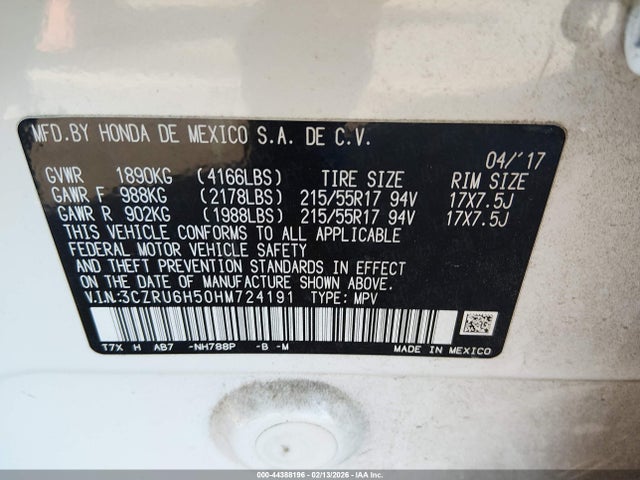 MFD.BY HONDA DE MEXICO S.A. DE C.V.
04/'17
GVWR 1890KG (4166LBS) TIRE SIZE RIM SIZE
GAWR F 988KG (2178LBS) 215/55R17 94V 17X7.5J
GAWR R 902KG (1988LBS) 215/55R17 94V 17X7.5J
THIS VEHICLE CONFORMS TO ALL APPLICABLE
FEDERAL MOTOR VEHICLE SAFETY
AND THEFT PREVENTION STANDARDS IN EFFECT
ON THE DATE OF MANUFACTURE SHOWN ABOVE.
V.I.N:3CZRU6H50HM724191 TYPE: MPV
T7X H AB7 -NH788P -B -M MADE IN MEXICO
000-44388196 - 02/13/2026 - Copyright © IAA, Inc.